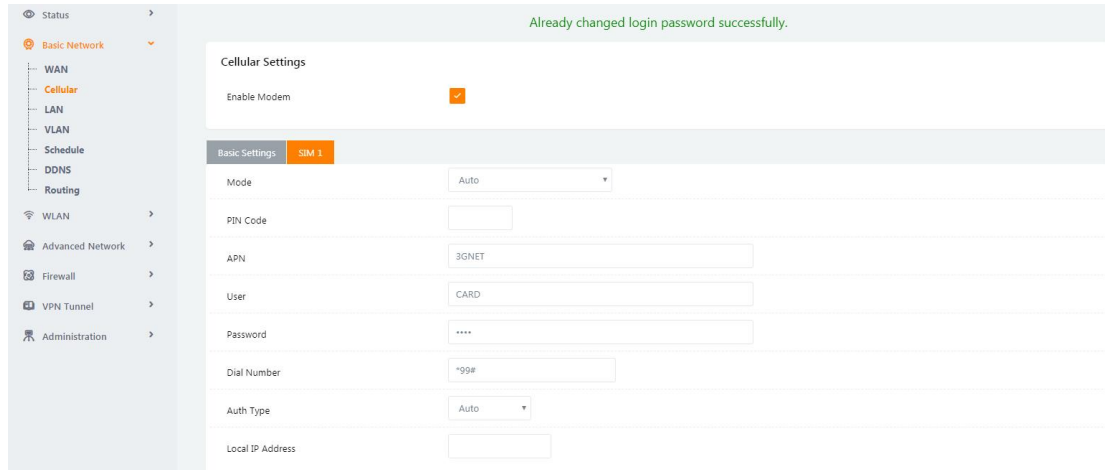 Status
Basic Network
WAN
Cellular
LAN
VLAN
Schedule
DDNS
Routing
WLAN
Advanced Network
Firewall
VPN Tunnel
Administration
Already changed login password successfully.
Cellular Settings
Enable Modem
Basic Settings SIM 1
Mode Auto
PIN Code
APN 3GNET
User CARD
Password ••••
Dial Number *99#
Auth Type Auto
Local IP Address